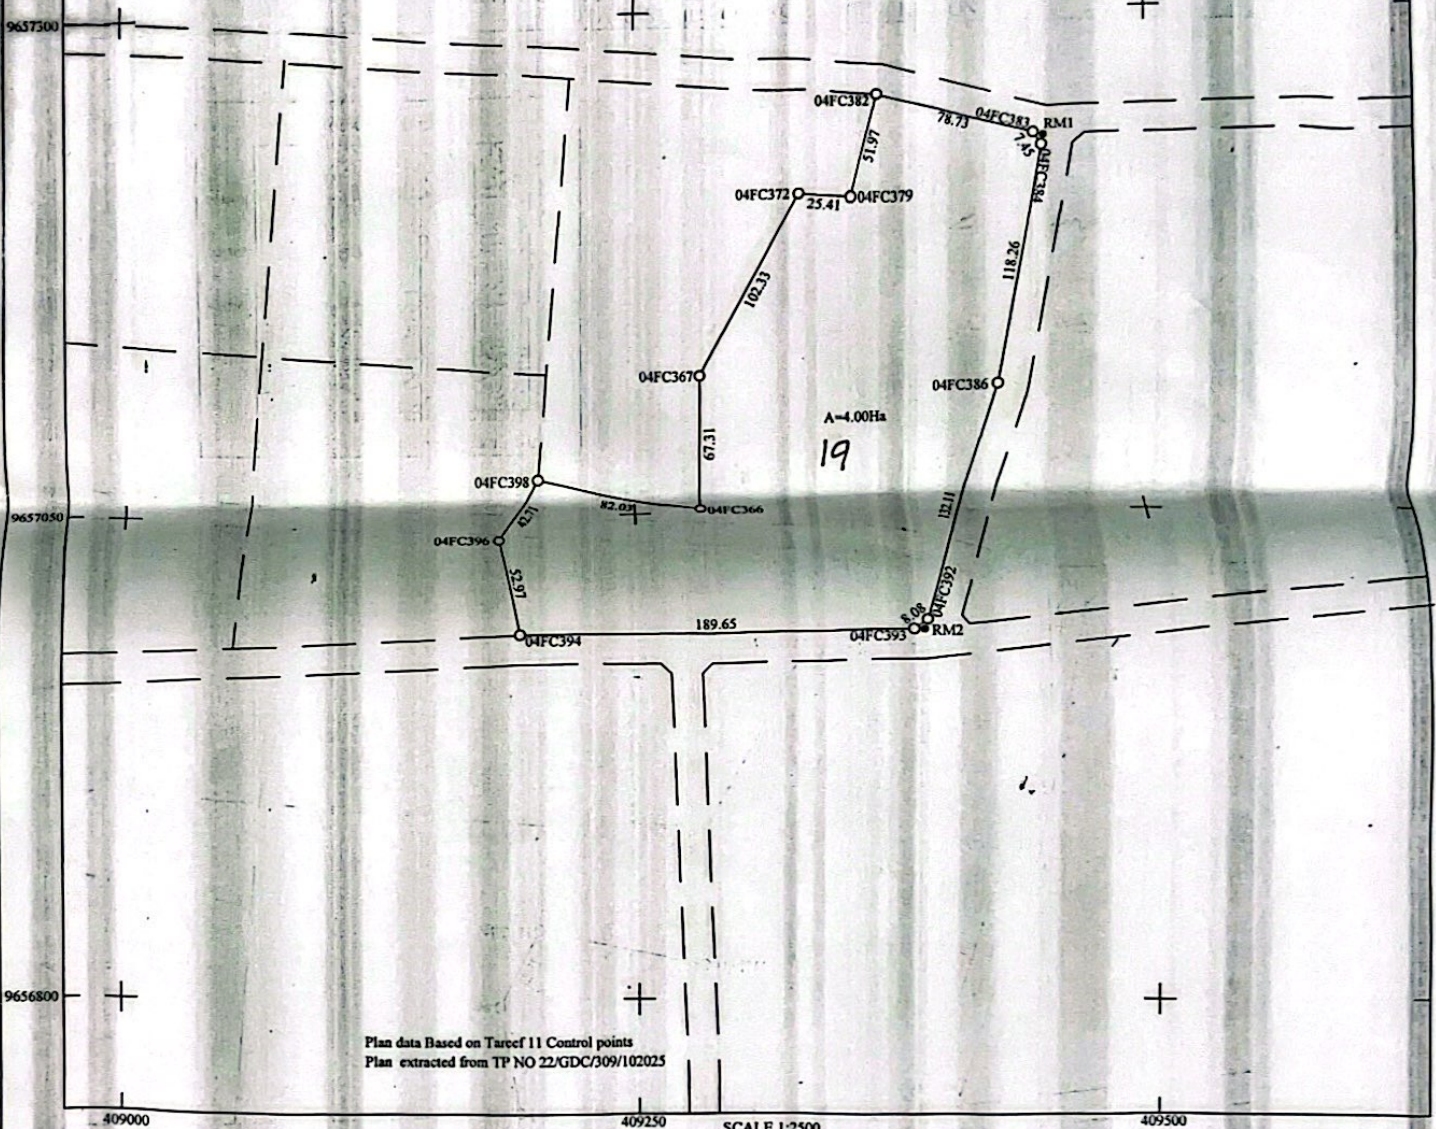 9657300
04FC382
78.73
04FC383
RM1
7.45
04FC384
51.97
04FC372
25.41
04FC379
118.26
102.33
04FC367
04FC386
A=4.00Ha
19
67.31
04FC398
82.03
04FC366
42.71
132.11
9657050
04FC396
52.97
04FC392
8.08
189.65
04FC393
RM2
04FC394
9656800
Plan data Based on Tareef 11 Control points
Plan extracted from TP NO 22/GDC/309/102025
409000
409250
409500
SCALE 1:2500